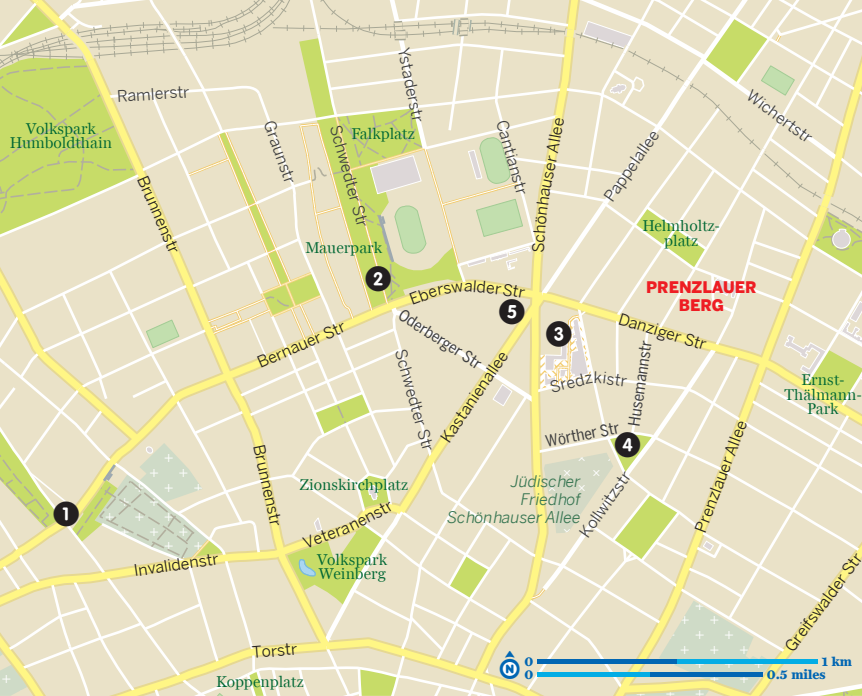 Ramlerstr
Ystaderstr
Volkspark
Humboldthain
Falkplatz
Graunstr
Schwedter Str
Cantianstr
Schönhauser Allee
Pappelallee
Wichertstr
Brunnenstr
Mauerpark
Helmholtz-
platz
2
PRENZLAUER
BERG
Eberswalder Str
5
3
Danziger Str
Bernauer Str
Oderberger Str
Schwedter Str
Kastanienallee
Sredzkistr
Husemannstr
Ernst-
Thälmann-
Park
Wörther Str
4
Brunnenstr
Prenzlauer Allee
Zionskirchplatz
Jüdischer
Friedhof
Schönhauser Allee
Kollwitzstr
1
Veteranenstr
Invalidenstr
Volkspark
Weinberg
Greifswalder Str
Torstr
Koppenplatz
N
0
1 km
0
0.5 miles